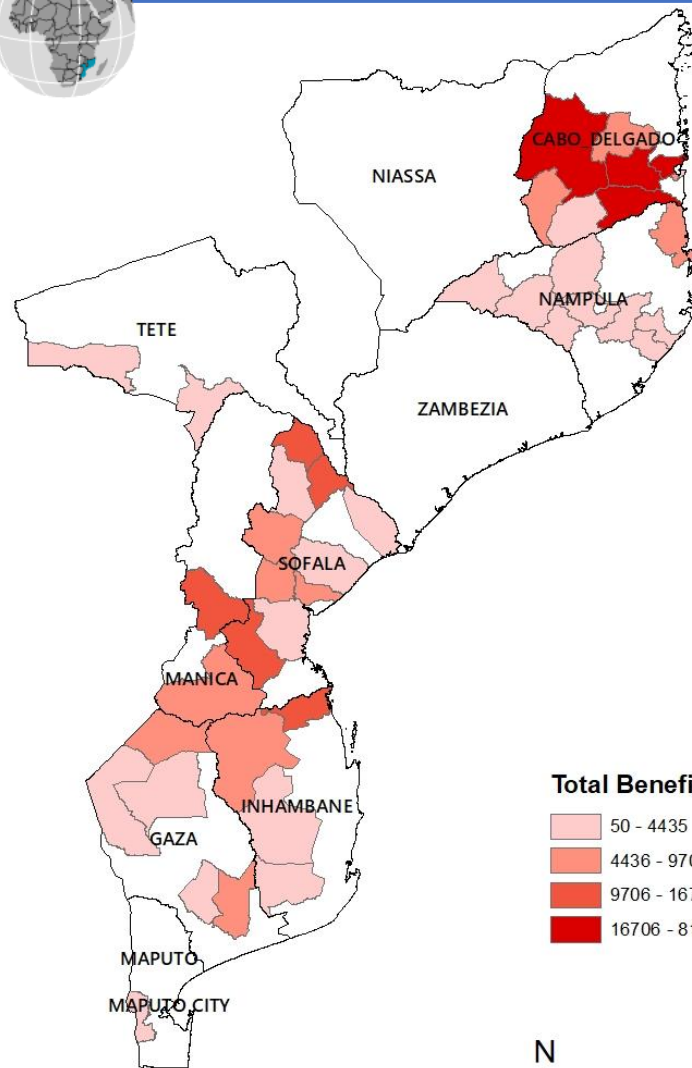 CABO_DELGADO
NIASSA
NAMPULA
TETE
ZAMBEZIA
SOFALA
MANICA
INHAMBANE
GAZA
MAPUTO
MAPUTO CITY
Total Benefi
50 - 4435
4436 - 970
9706 - 167
16706 - 81
N